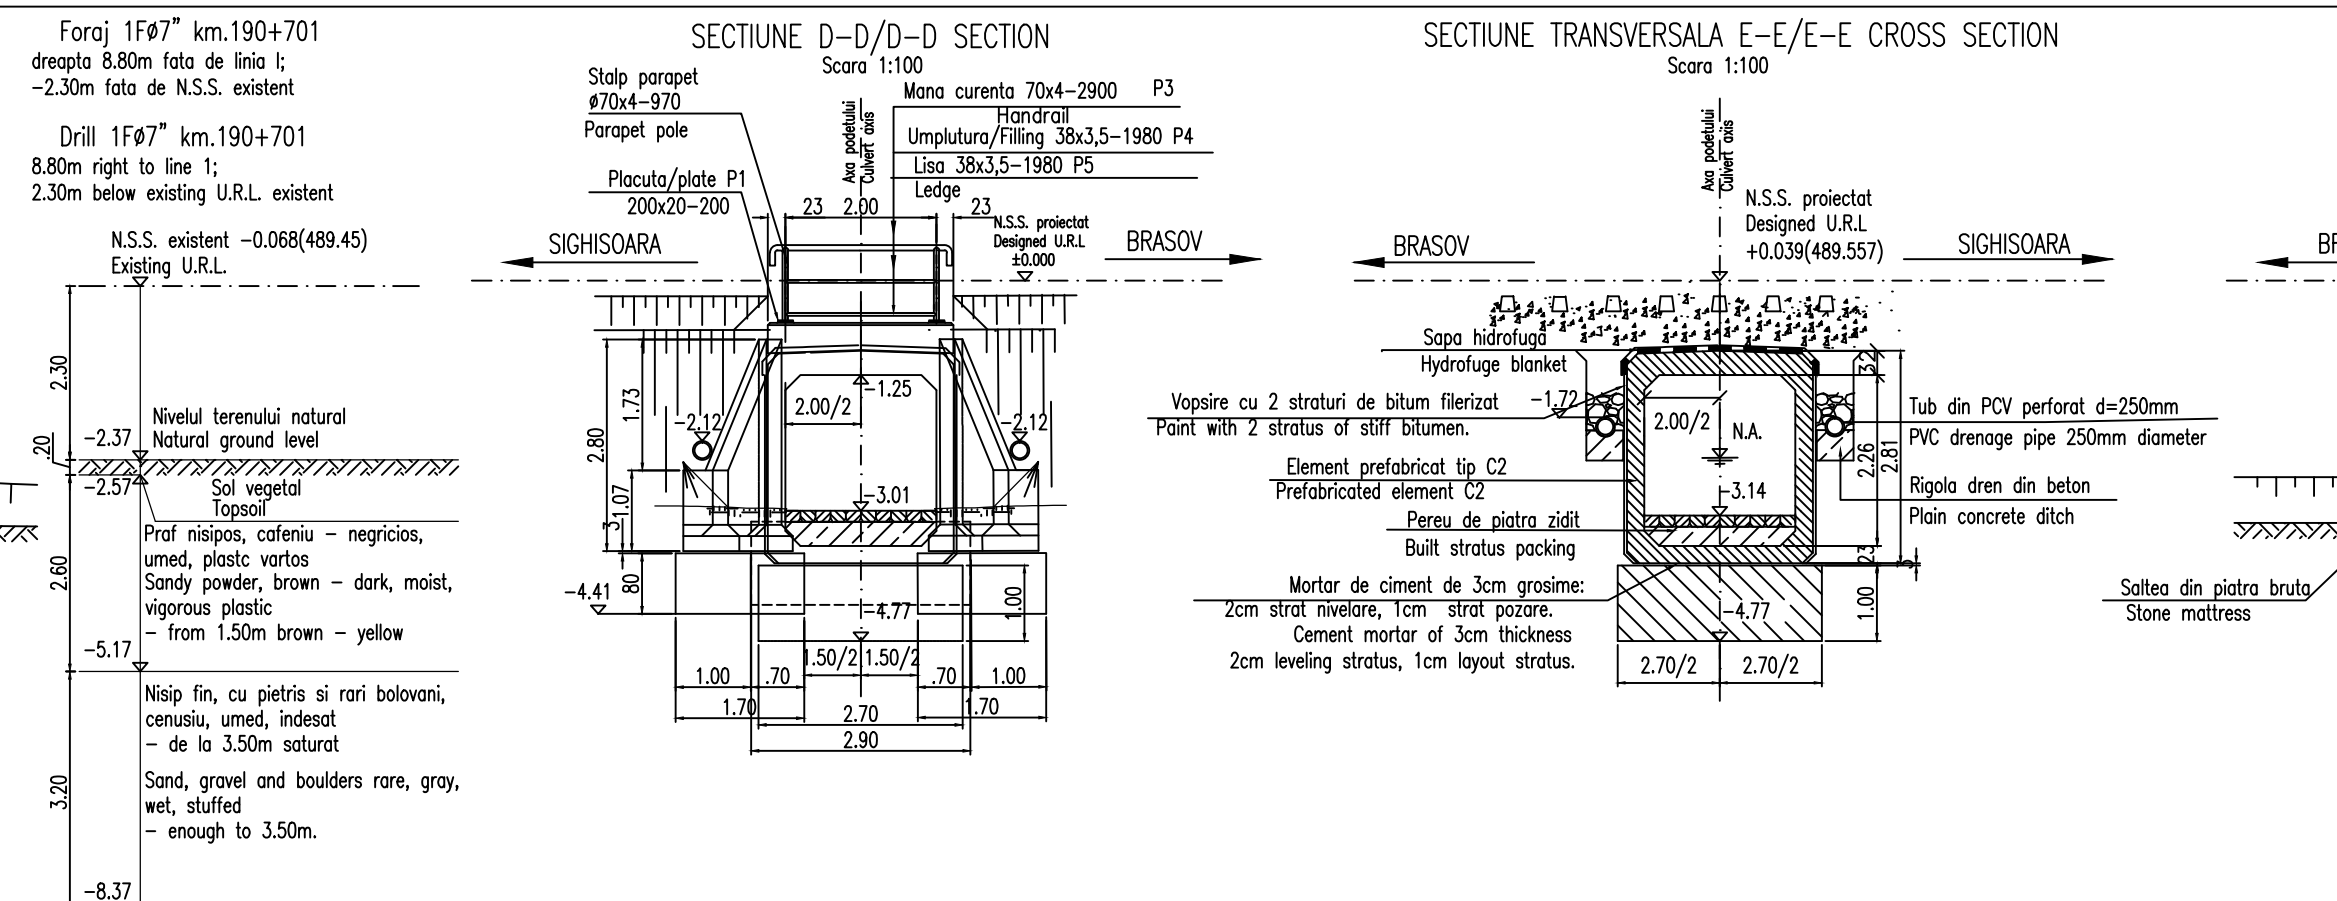 Foraj 1Fø7" km.190+701
dreapta 8.80m fata de linia I;
-2.30m fata de N.S.S. existent
Drill 1Fø7" km.190+701
8.80m right to line 1;
2.30m below existing U.R.L. existent
N.S.S. existent -0.068(489.45)
Existing U.R.L.
2.30
Nivelul terenului natural
-2.37 Natural ground level
.20
-2.57
Sol vegetal
Topsoil
Praf nisipos, cafeniu - negricios,
umed, plastc vartos
2.60
Sandy powder, brown - dark, moist,
vigorous plastic
- from 1.50m brown - yellow
-5.17
Nisip fin, cu pietris si rari bolovani,
cenusiu, umed, indesat
- de la 3.50m saturat
3.20
Sand, gravel and boulders rare, gray,
wet, stuffed
- enough to 3.50m.
-8.37
SECTIUNE D-D/D-D SECTION
Scara 1:100
Stalp parapet
ø70x4-970
Parapet pole
Placuta/plate P1
200x20-200
Axa podetului
Culvert axis
Mana curenta 70x4-2900 P3
Handrail
Umplutura/Filling 38x3,5-1980 P4
Lisa 38x3,5-1980 P5
Ledge
23 2.00 23
N.S.S. proiectat
Designed U.R.L
±0.000
SIGHISOARA
BRASOV
-1.25
2.00/2
1.73
2.80
-2.12
-2.12
1.07
3
-3.01
80
-4.41
-4.77
1.00
1.50/2 1.50/2
1.00 .70 .70 1.00
1.70 1.70
2.70
2.90
SECTIUNE TRANSVERSALA E-E/E-E CROSS SECTION
Scara 1:100
Axa podetului
Culvert axis
N.S.S. proiectat
Designed U.R.L
+0.039(489.557)
BRASOV
SIGHISOARA
Sapa hidrofuga
Hydrofuge blanket
32
Vopsire cu 2 straturi de bitum filerizat
Paint with 2 stratus of stiff bitumen.
-1.72
2.00/2
N.A.
2.26
2.81
Tub din PCV perforat d=250mm
PVC drenage pipe 250mm diameter
Element prefabricat tip C2
Prefabricated element C2
-3.14
Rigola dren din beton
Plain concrete ditch
Pereu de piatra zidit
Built stratus packing
23
3
Mortar de ciment de 3cm grosime:
2cm strat nivelare, 1cm strat pozare.
Cement mortar of 3cm thickness
2cm leveling stratus, 1cm layout stratus.
-4.77
1.00
2.70/2 2.70/2
BR
Saltea din piatra bruta
Stone mattress